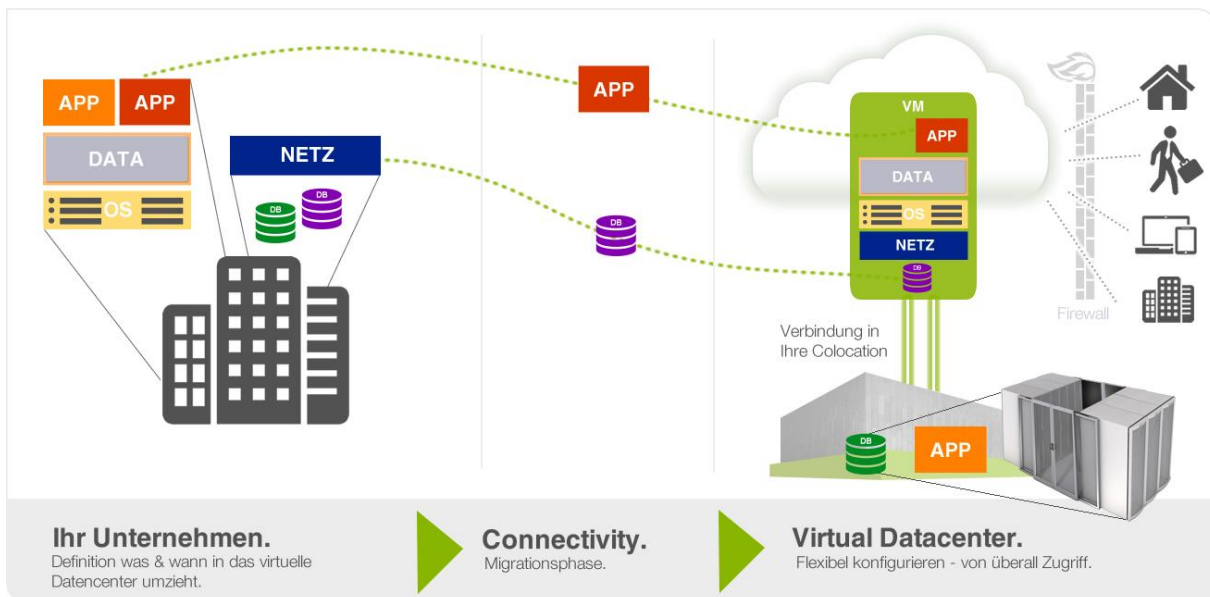 APP
APP
DATA
OS
NETZ
DB
DB
APP
DB
VM
APP
DATA
OS
NETZ
DB
Firewall
Verbindung in
Ihre Colocation
DB
APP
Ihr Unternehmen.
Definition was & wann in das virtuelle
Datencenter umzieht.
Connectivity.
Migrationsphase.
Virtual Datacenter.
Flexibel konfigurieren - von überall Zugriff.